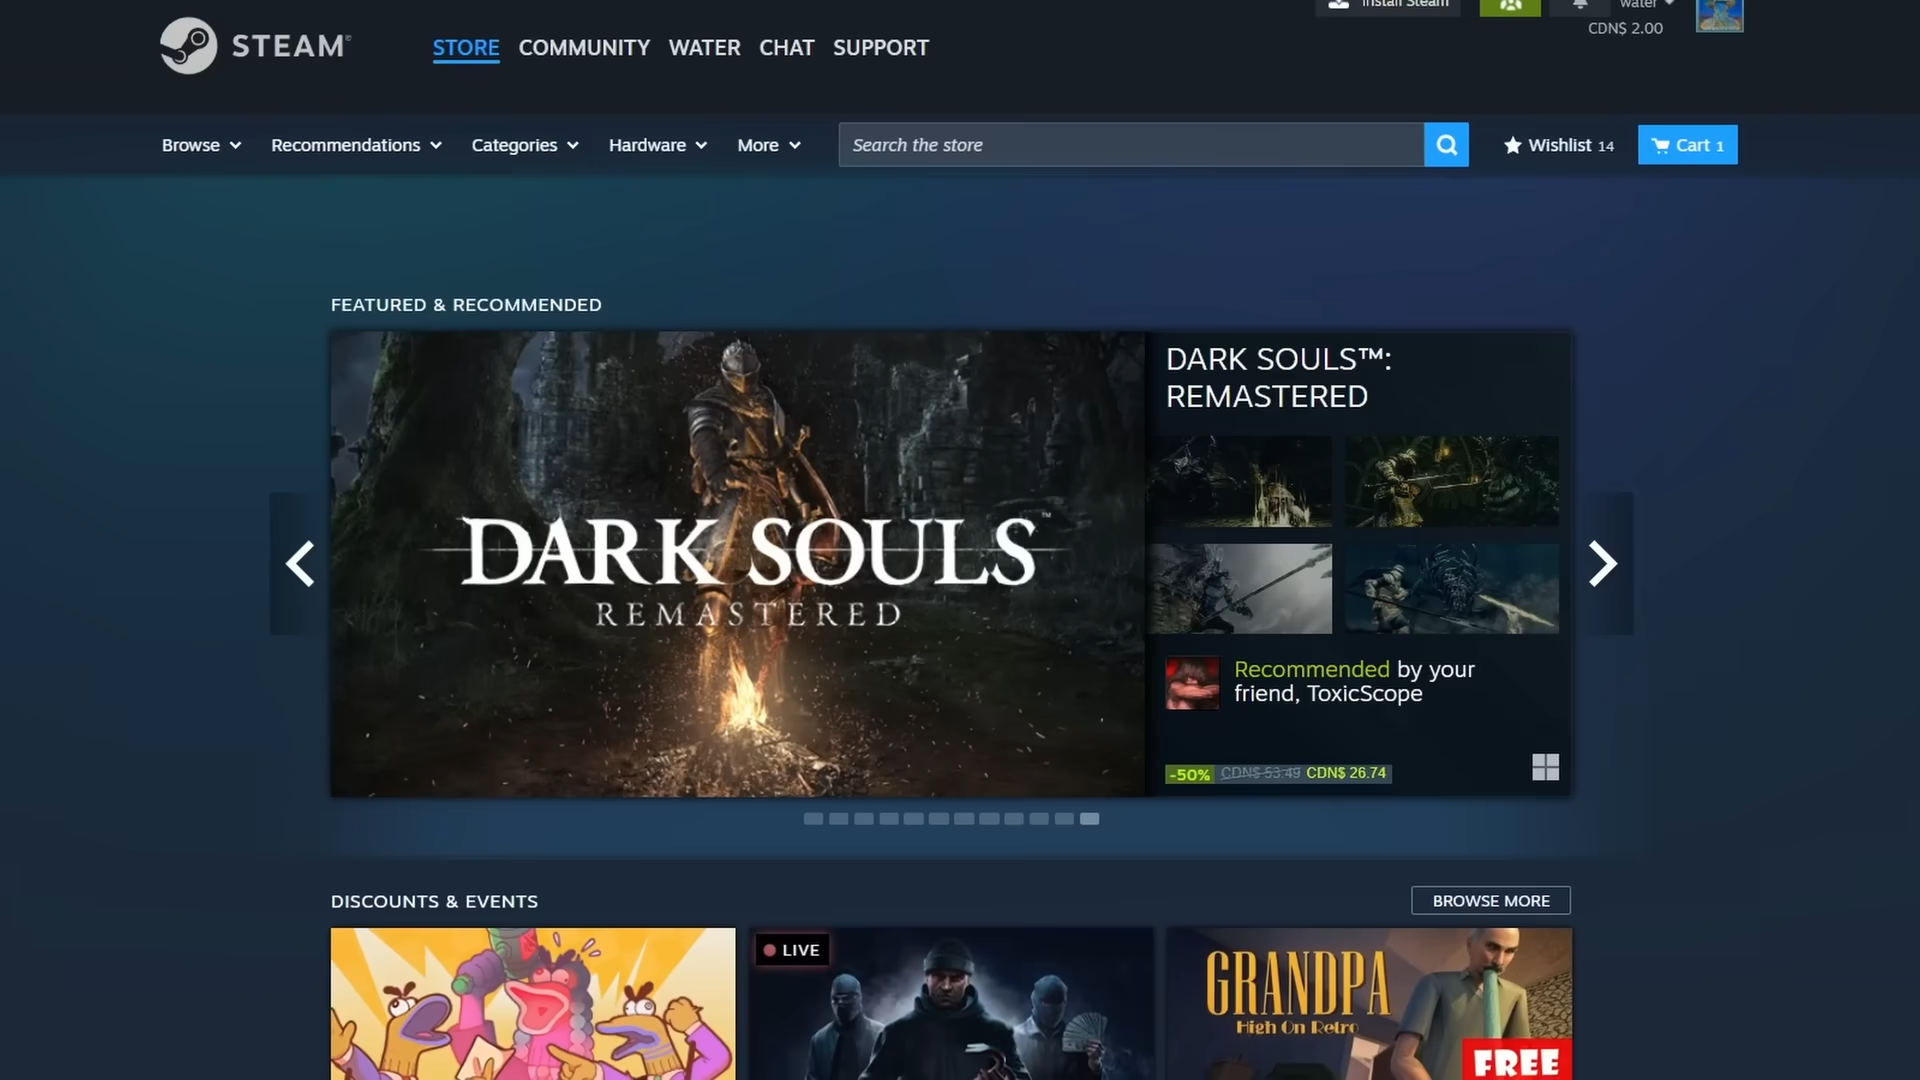 Install Steam
water
CDN$ 2.00
STEAM®
STORE COMMUNITY WATER CHAT SUPPORT
Browse Recommendations Categories Hardware More Search the store Wishlist 14 Cart 1
FEATURED & RECOMMENDED
DARK SOULS™
REMASTERED
DARK SOULS™:
REMASTERED
Recommended by your
friend, ToxicScope
-50% CDN$ 53.49 CDN$ 26.74
DISCOUNTS & EVENTS
BROWSE MORE
LIVE
GRANDPA
High On Retro
FREE